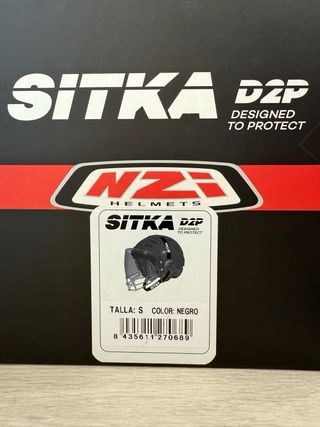 SITKA D2P
DESIGNED
TO PROTECT
NZi
HELMETS
SITKA D2P
DESIGNED
TO PROTECT
TALLA: S COLOR: NEGRO
8 435611 270689